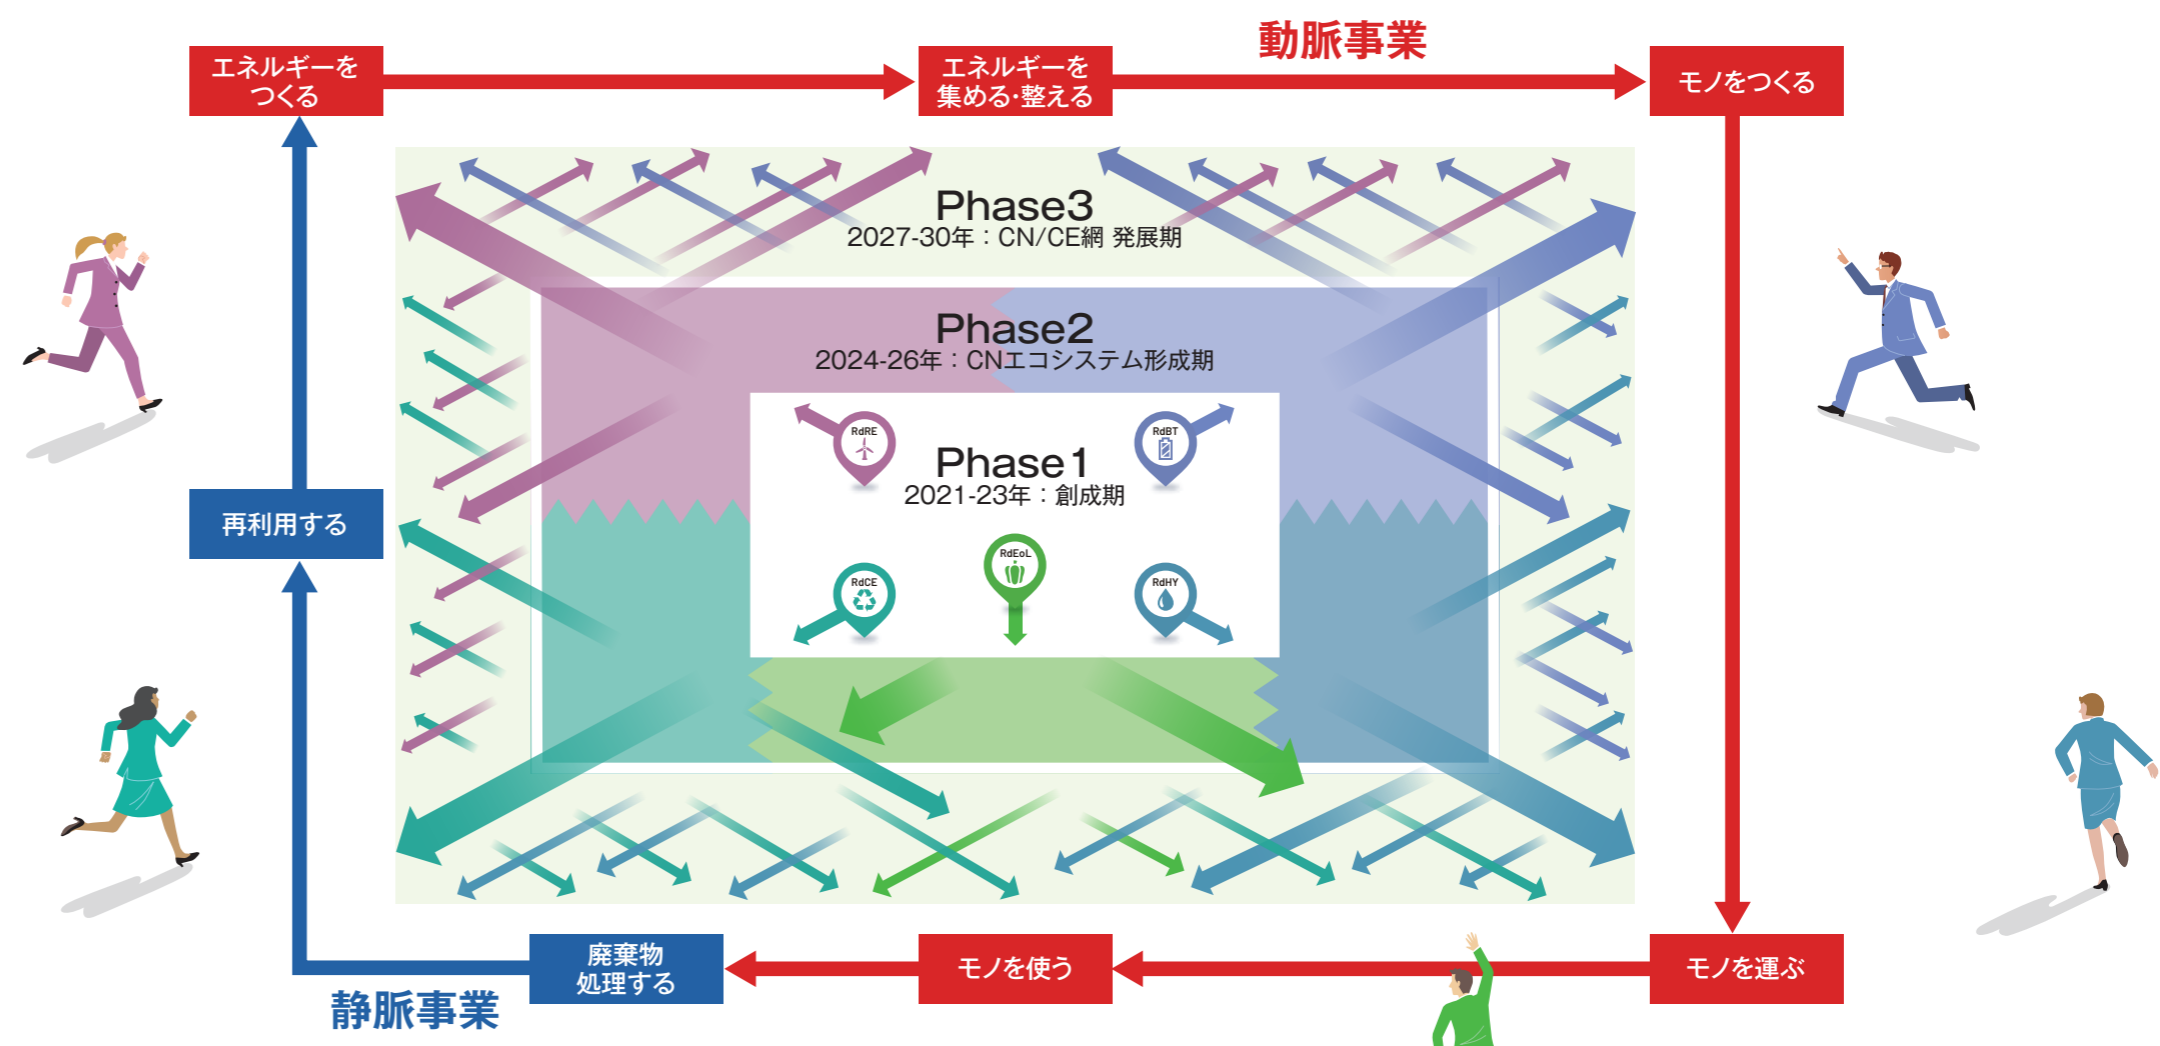 動脈事業
エネルギーを
つくる
エネルギーを
集める･整える
モノをつくる
Phase3
2027-30年：CN/CE網 発展期
Phase2
2024-26年：CNエコシステム形成期
RdRE
RdBT
Phase1
2021-23年：創成期
再利用する
RdEoL
RdCE
RdHY
廃棄物
処理する
モノを使う
モノを運ぶ
静脈事業